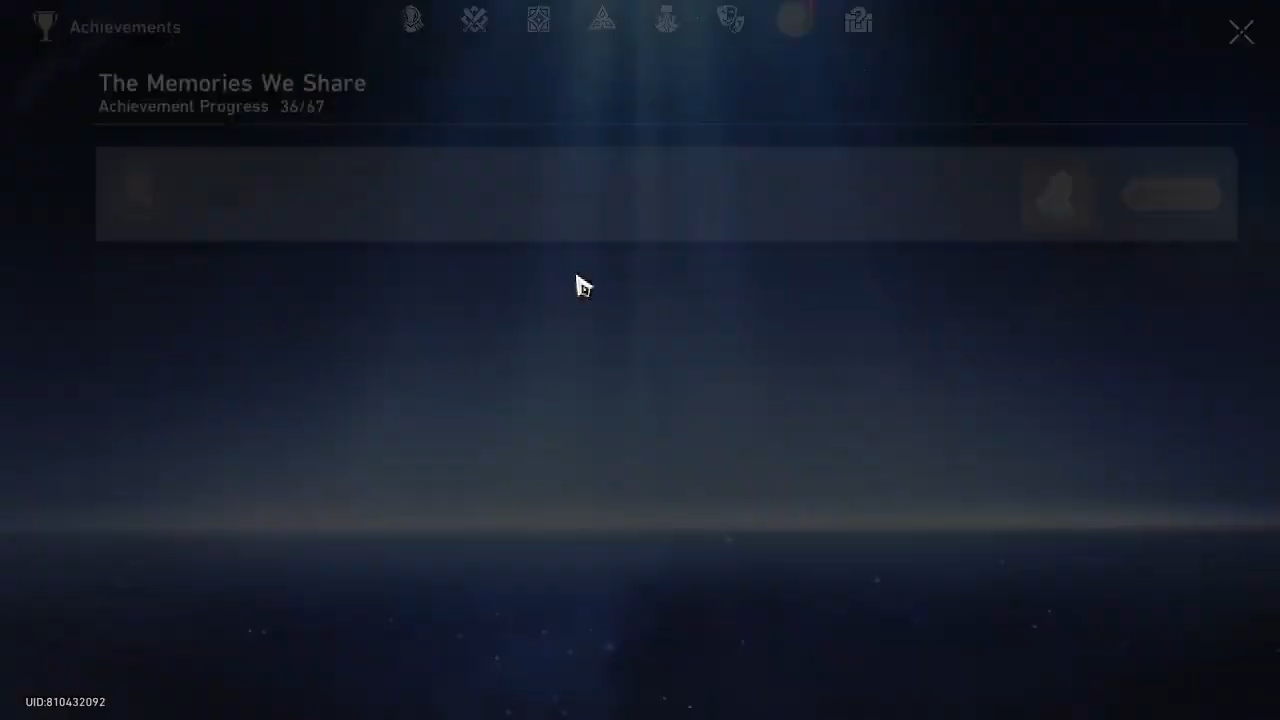 Achievements
The Memories We Share
Achievement Progress 36/67
UID:810432092